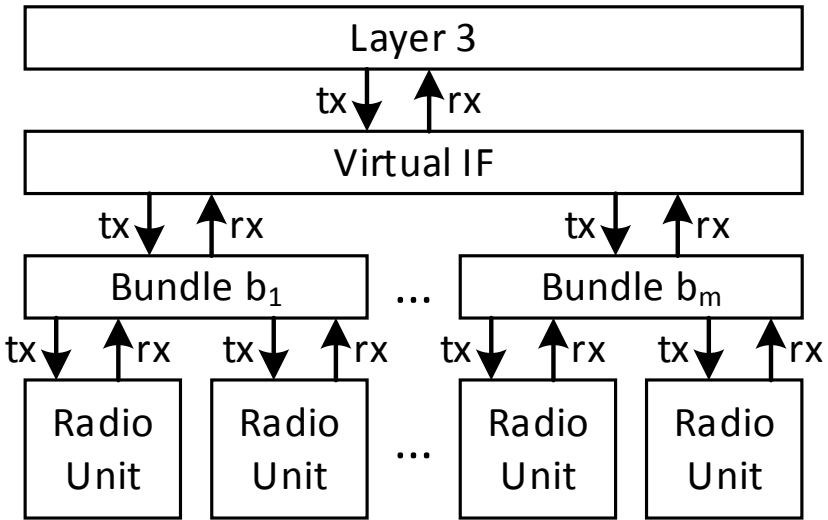 Layer 3
tx rx
Virtual IF
tx rx tx rx
Bundle b₁ ... Bundle bₘ
tx rx tx rx tx rx tx rx
Radio Radio Radio Radio
Unit Unit ... Unit Unit